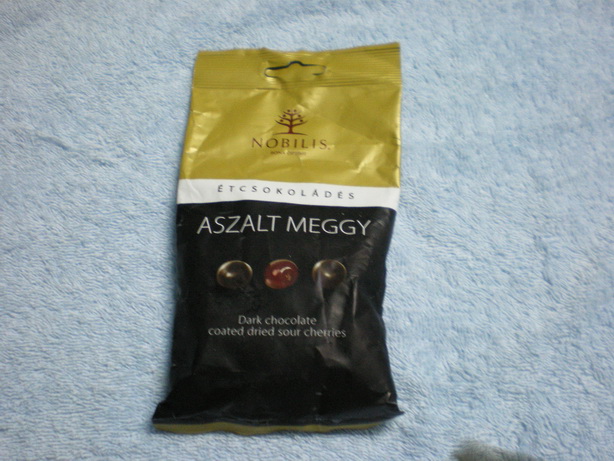 NOBILIS
ÉTCSOKOLÁDÉS
ASZALT MEGGY
Dark chocolate
coated dried sour cherries